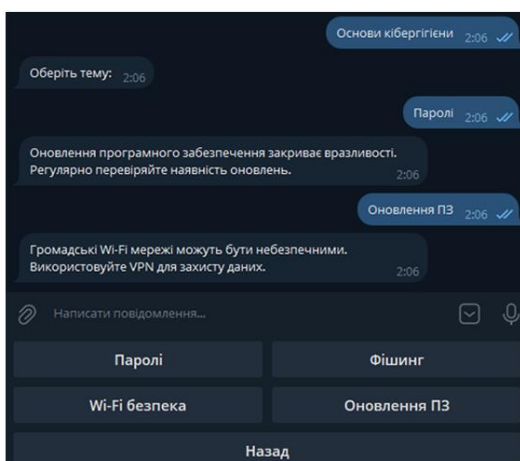 Основи кібергігієни 2:06
Оберіть тему: 2:06
Паролі 2:06
Оновлення програмного забезпечення закриває вразливості.
Регулярно перевіряйте наявність оновлень. 2:06
Оновлення ПЗ 2:06
Громадські Wi-Fi мережі можуть бути небезпечними.
Використовуйте VPN для захисту даних. 2:06
Написати повідомлення...
Паролі Фішинг
Wi-Fi безпека Оновлення ПЗ
Назад